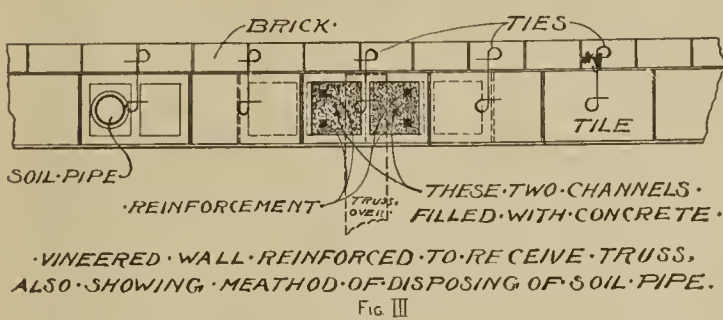 BRICK.
TIES
TILE
SOIL·PIPE
·REINFORCEMENT
TRUSS.
OVER
THESE·TWO·CHANNELS·
FILLED·WITH·CONCRETE·
·VINEERED·WALL·REINFORCED·TO·RECEIVE·TRUSS,
ALSO·SHOWING·MEATHOD·OF·DISPOSING OF·SOIL·PIPE.
FIG. III